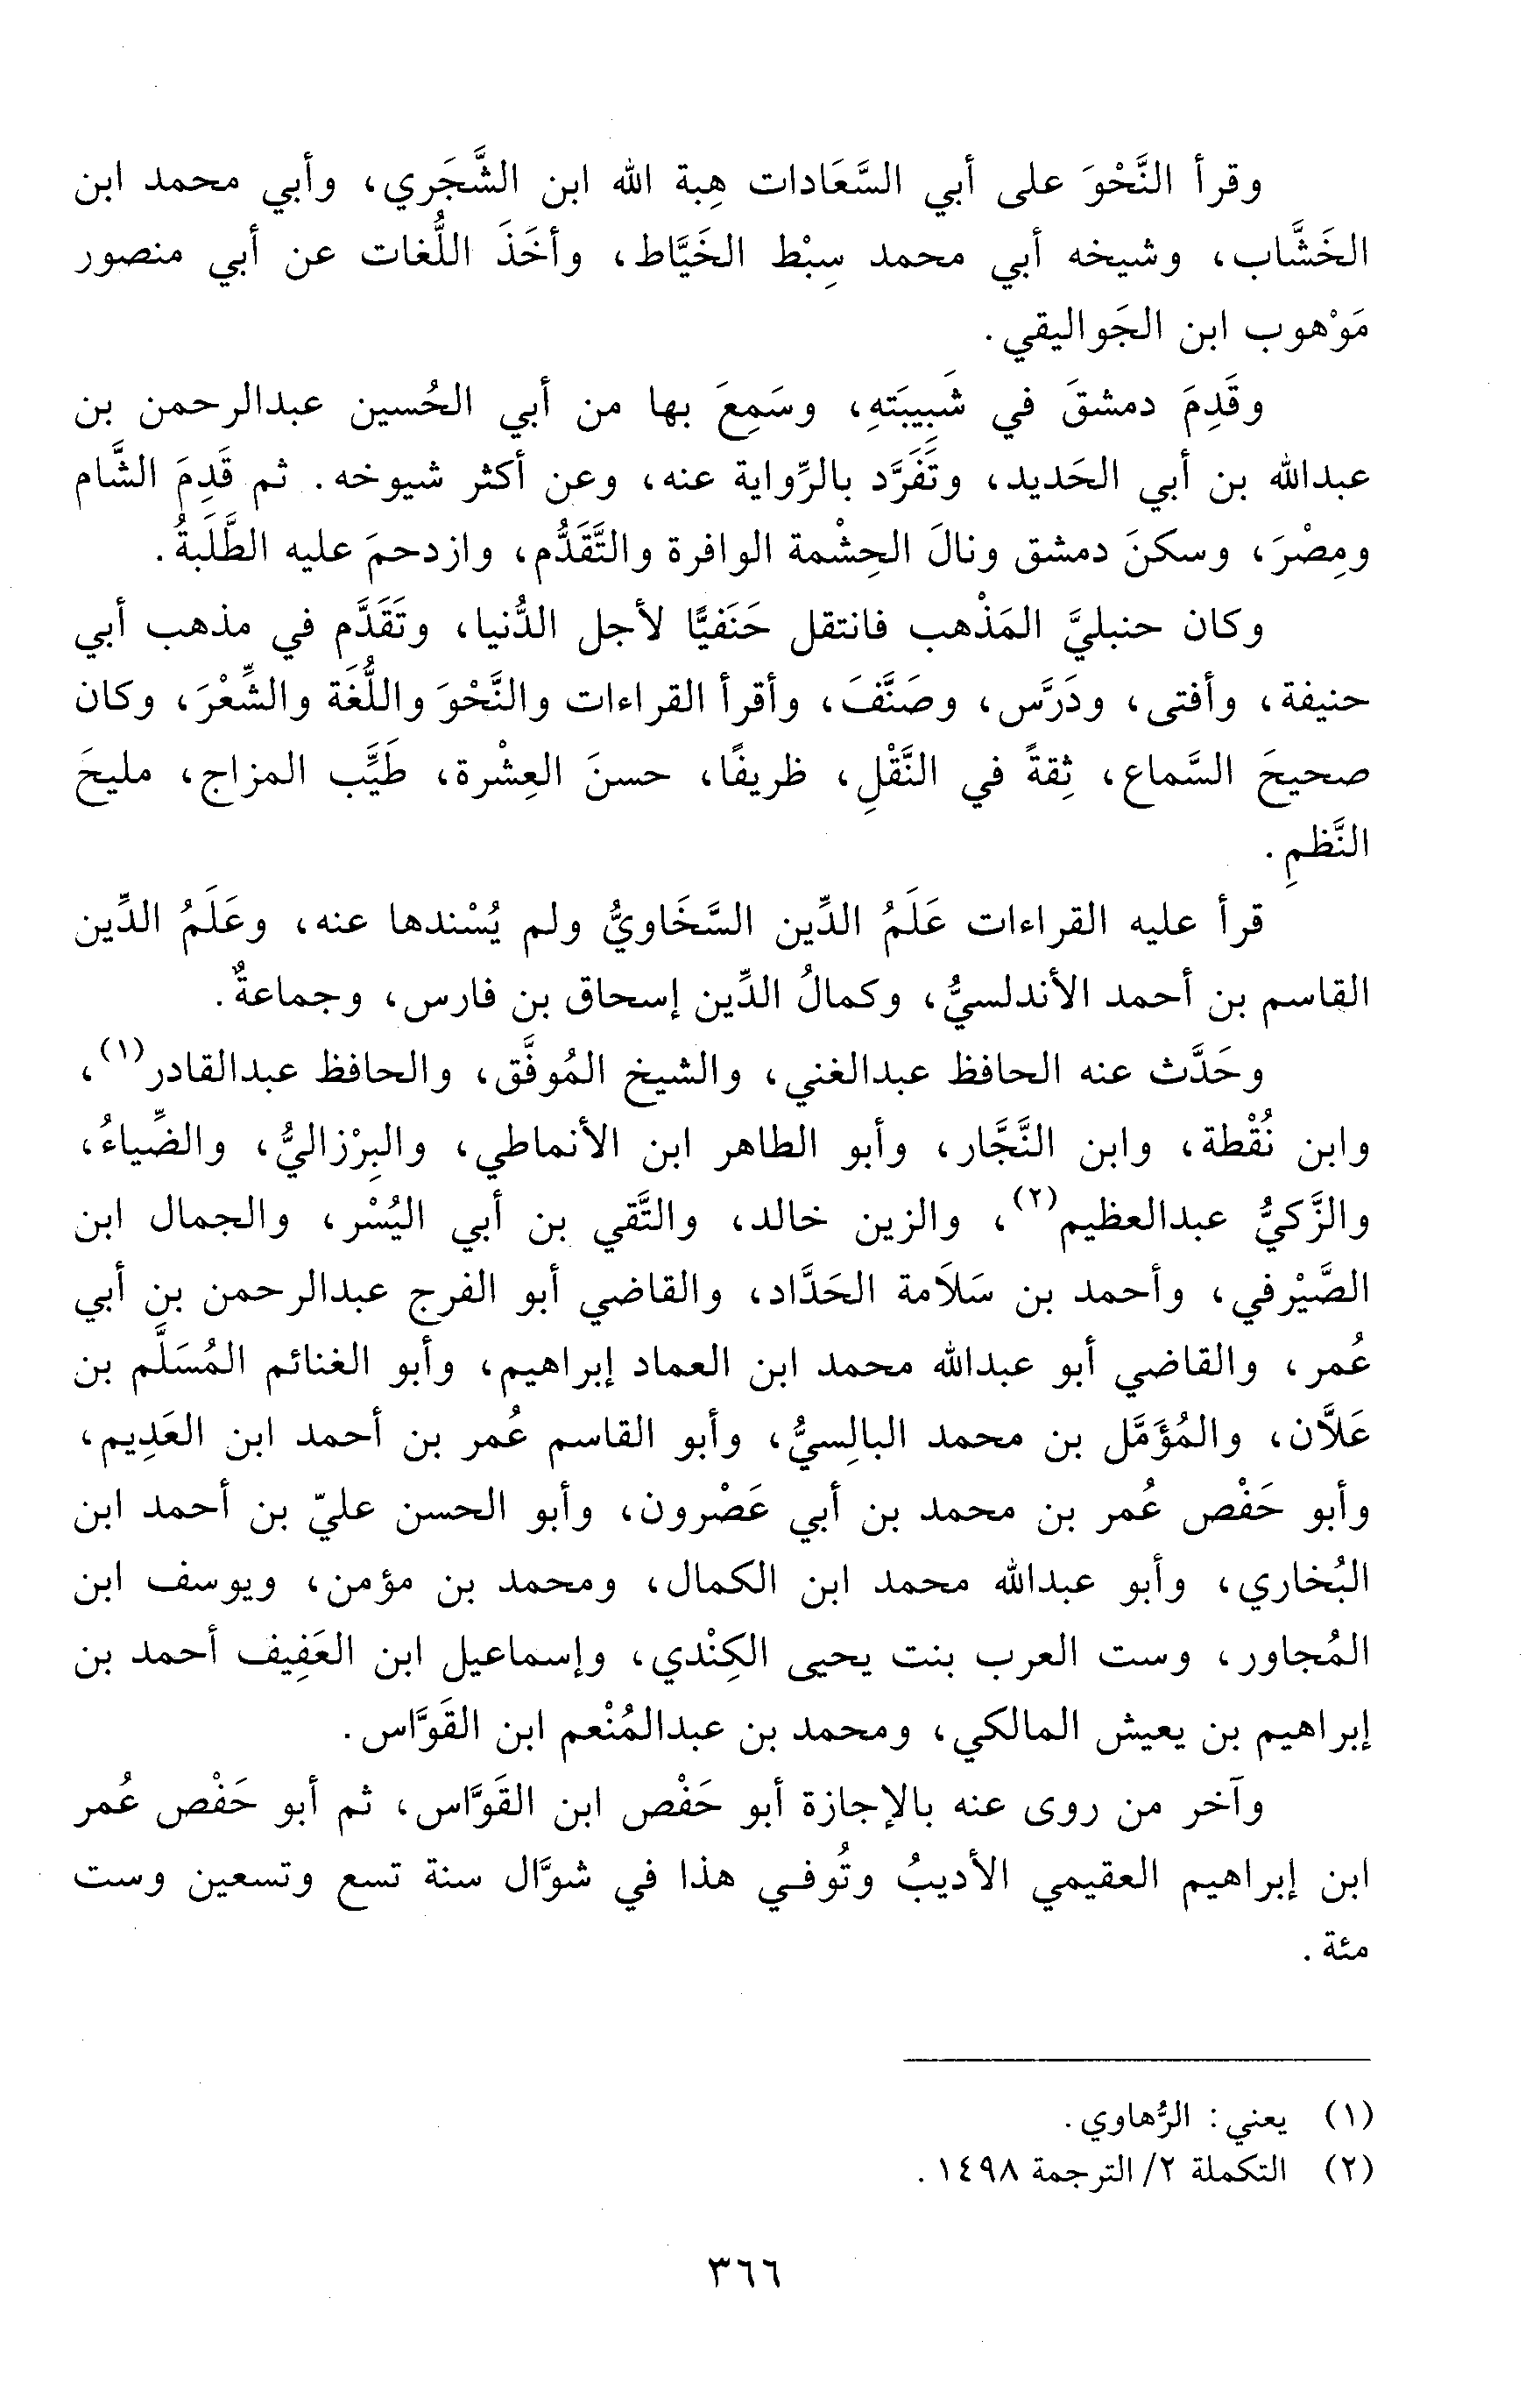 وقرأ النَّحْوَ على أبي السَّعَادات هِبة الله ابن الشَّجَري، وأبي محمد ابن
الخَشَّاب، وشيخه أبي محمد سِبْط الخَيَّاط، وأخَذَ اللُّغات عن أبي منصور
مَوْهوب ابن الجَواليقي.
وقَدِمَ دمشقَ في شَبِيبَتهِ، وسَمِعَ بها من أبي الحُسين عبدالرحمن بن
عبدالله بن أبي الحَديد، وتَفَرَّد بالرِّواية عنه، وعن أكثر شيوخه. ثم قَدِمَ الشَّام
ومِصْرَ، وسكنَ دمشق ونالَ الحِشْمة الوافرة والتَّقَدُّم، وازدحمَ عليه الطَّلَبةُ.
وكان حنبليَّ المَذْهب فانتقل حَنَفيًّا لأجل الدُّنيا، وتَقَدَّم في مذهب أبي
حنيفة، وأفتى، ودَرَّس، وصَنَّفَ، وأقرأ القراءات والنَّحْوَ واللُّغَة والشِّعْرَ، وكان
صحيحَ السَّماع، ثِقةً في النَّقْلِ، ظريفًا، حسنَ العِشْرة، طَيِّب المزاج، مليحَ
النَّظمِ.
قرأ عليه القراءات عَلَمُ الدِّين السَّخَاويُّ ولم يُسْندها عنه، وعَلَمُ الدِّين
القاسم بن أحمد الأندلسيُّ، وكمالُ الدِّين إسحاق بن فارس، وجماعةٌ.
وحَدَّث عنه الحافظ عبدالغني، والشيخ المُوفَّق، والحافظ عبدالقادر(١)،
وابن نُقْطة، وابن النَّجَّار، وأبو الطاهر ابن الأنماطي، والبِرْزاليُّ، والضِّياءُ،
والزَّكيُّ عبدالعظيم(٢)، والزين خالد، والتَّقي بن أبي اليُسْر، والجمال ابن
الصَّيْرفي، وأحمد بن سَلاَمة الحَدَّاد، والقاضي أبو الفرج عبدالرحمن بن أبي
عُمر، والقاضي أبو عبدالله محمد ابن العماد إبراهيم، وأبو الغنائم المُسَلَّم بن
عَلاَّن، والمُؤَمَّل بن محمد البالِسيُّ، وأبو القاسم عُمر بن أحمد ابن العَدِيم،
وأبو حَفْص عُمر بن محمد بن أبي عَصْرون، وأبو الحسن عليّ بن أحمد ابن
البُخاري، وأبو عبدالله محمد ابن الكمال، ومحمد بن مؤمن، ويوسف ابن
المُجاور، وست العرب بنت يحيى الكِنْدي، وإسماعيل ابن العَفِيف أحمد بن
إبراهيم بن يعيش المالكي، ومحمد بن عبدالمُنْعم ابن القَوَّاس.
وآخر من روى عنه بالإجازة أبو حَفْص ابن القَوَّاس، ثم أبو حَفْص عُمر
ابن إبراهيم العقيمي الأديبُ وتُوفي هذا في شوَّال سنة تسع وتسعين وست
مئة.
(١) يعني: الرُّهاوي.
(٢) التكملة ٢/ الترجمة ١٤٩٨.
٣٦٦